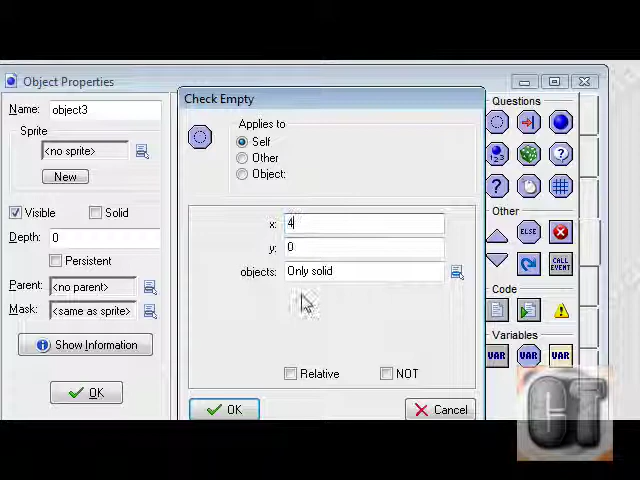 Object Properties
Check Empty
Questions
Name:
object3
Applies to
Self
Other
Object:
Sprite
<no sprite>
New
Visible
Solid
Depth:
0
Persistent
Parent:
<no parent>
Mask:
<same as sprite>
Show Information
OK
x:
4
y:
0
objects:
Only solid
Relative
NOT
OK
Cancel
Other
ELSE
CALL
EVENT
Code
Variables
VAR
VAR
VAR
CT